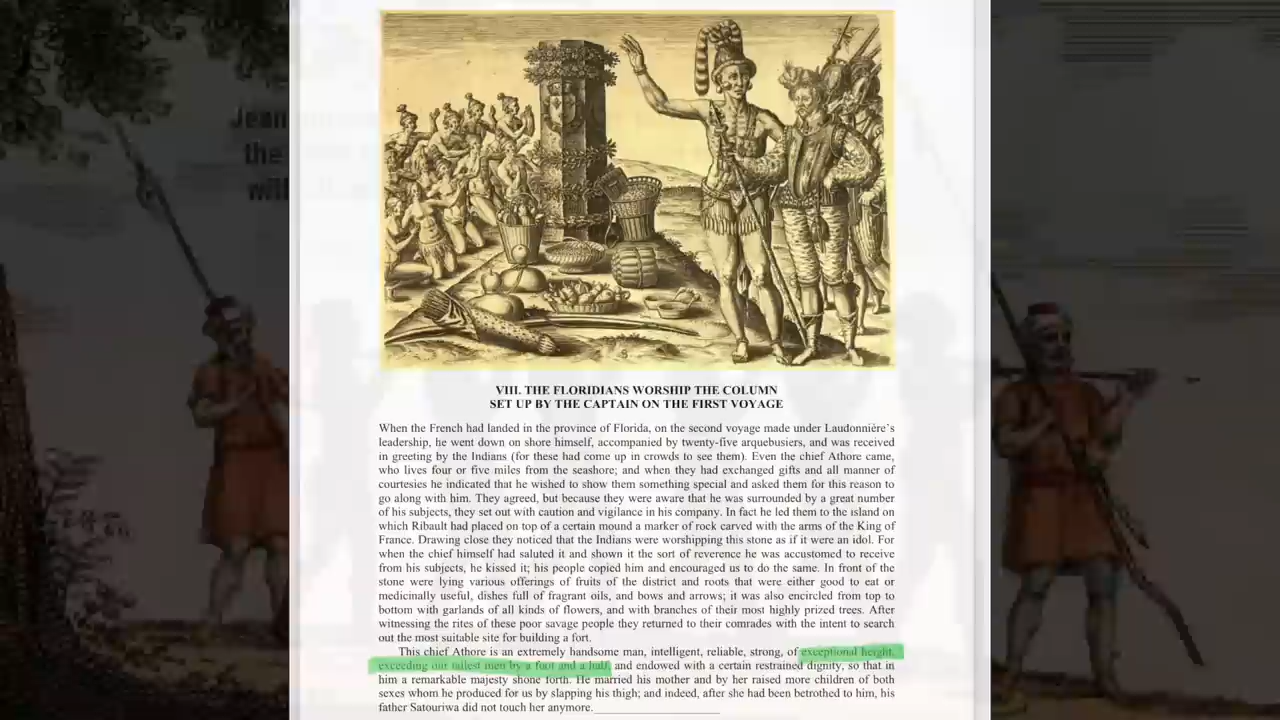 Jean
the
will
VIII. THE FLORIDIANS WORSHIP THE COLUMN
SET UP BY THE CAPTAIN ON THE FIRST VOYAGE
When the French had landed in the province of Florida, on the second voyage made under Laudonnière's
leadership, he went down on shore himself, accompanied by twenty-five arquebusiers, and was received
in greeting by the Indians (for these had come up in crowds to see them). Even the chief Athore came,
who lives four or five miles from the seashore; and when they had exchanged gifts and all manner of
courtesies he indicated that he wished to show them something special and asked them for this reason to
go along with him. They agreed, but because they were aware that he was surrounded by a great number
of his subjects, they set out with caution and vigilance in his company. In fact he led them to the island on
which Ribault had placed on top of a certain mound a marker of rock carved with the arms of the King of
France. Drawing close they noticed that the Indians were worshipping this stone as if it were an idol. For
when the chief himself had saluted it and shown it the sort of reverence he was accustomed to receive
from his subjects, he kissed it; his people copied him and encouraged us to do the same. In front of the
stone were lying various offerings of fruits of the district and roots that were either good to eat or
medicinally useful, dishes full of fragrant oils, and bows and arrows; it was also encircled from top to
bottom with garlands of all kinds of flowers, and with branches of their most highly prized trees. After
witnessing the rites of these poor savage people they returned to their comrades with the intent to search
out the most suitable site for building a fort.
This chief Athore is an extremely handsome man, intelligent, reliable, strong, of exceptional height,
exceeding our tallest men by a foot and a half, and endowed with a certain restrained dignity, so that in
him a remarkable majesty shone forth. He married his mother and by her raised more children of both
sexes whom he produced for us by slapping his thigh; and indeed, after she had been betrothed to him, his
father Satouriwa did not touch her anymore.